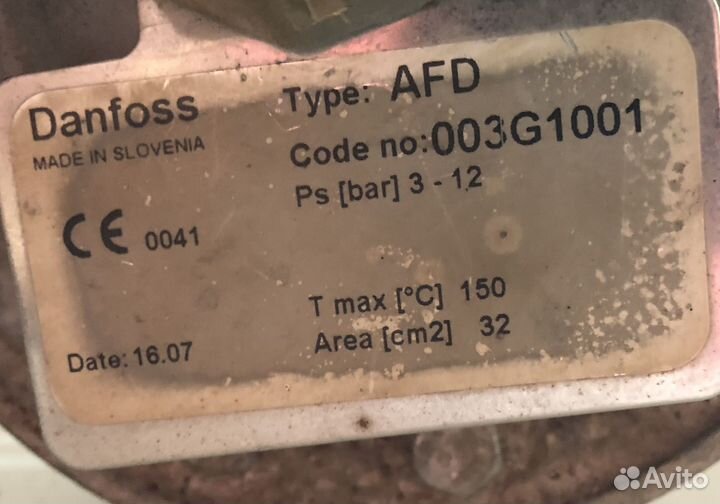 Danfoss
MADE IN SLOVENIA
CE 0041
Date: 16.07
Type: AFD
Code no:003G1001
Ps [bar] 3 - 12
T max [°C] 150
Area [cm2] 32
Avito